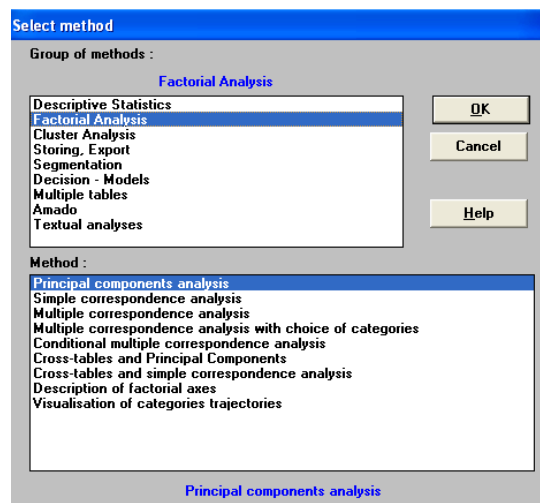 Select method
Group of methods :
Factorial Analysis
Descriptive Statistics
Factorial Analysis
Cluster Analysis
Storing, Export
Segmentation
Decision - Models
Multiple tables
Amado
Textual analyses
OK
Cancel
Help
Method :
Principal components analysis
Simple correspondence analysis
Multiple correspondence analysis
Multiple correspondence analysis with choice of categories
Conditional multiple correspondence analysis
Cross-tables and Principal Components
Cross-tables and simple correspondence analysis
Description of factorial axes
Visualisation of categories trajectories
Principal components analysis